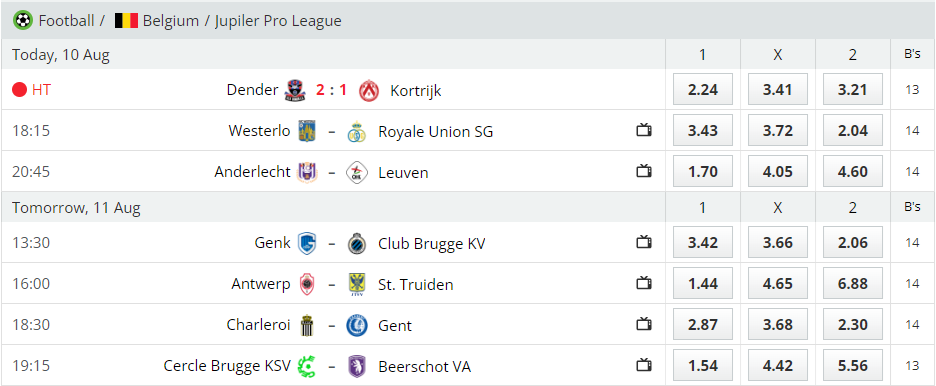 Football / Belgium / Jupiler Pro League
Today, 10 Aug 1 X 2 B's
HT Dender 2 : 1 Kortrijk 2.24 3.41 3.21 13
18:15 Westerlo – Royale Union SG 3.43 3.72 2.04 14
20:45 Anderlecht – Leuven 1.70 4.05 4.60 14
Tomorrow, 11 Aug 1 X 2 B's
13:30 Genk – Club Brugge KV 3.42 3.66 2.06 14
16:00 Antwerp – St. Truiden 1.44 4.65 6.88 14
18:30 Charleroi – Gent 2.87 3.68 2.30 14
19:15 Cercle Brugge KSV – Beerschot VA 1.54 4.42 5.56 13